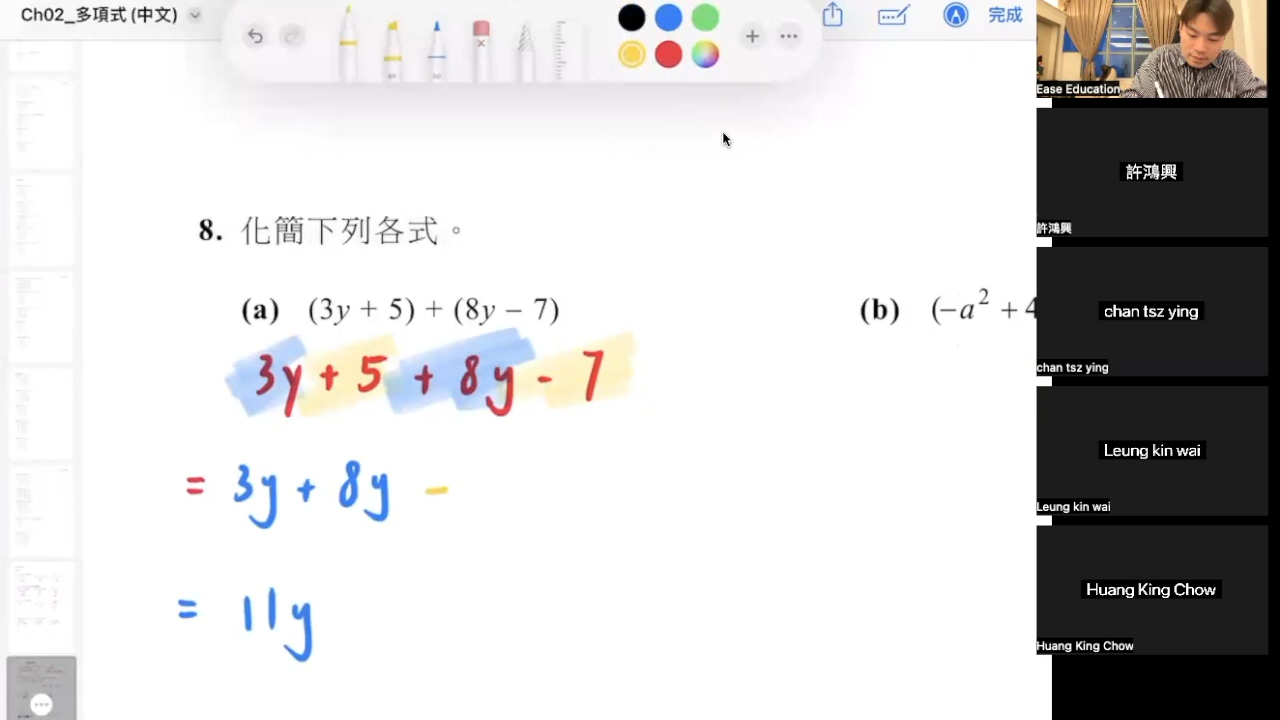 Ch02_多項式 (中文)
完成
8. 化簡下列各式。
(a) (3y + 5) + (8y − 7)
(b) (−a² + 4
3y + 5 + 8y - 7
= 3y + 8y -
= 11y
Ease Education
許鴻興
許鴻興
chan tsz ying
chan tsz ying
Leung kin wai
Leung kin wai
Huang King Chow
Huang King Chow